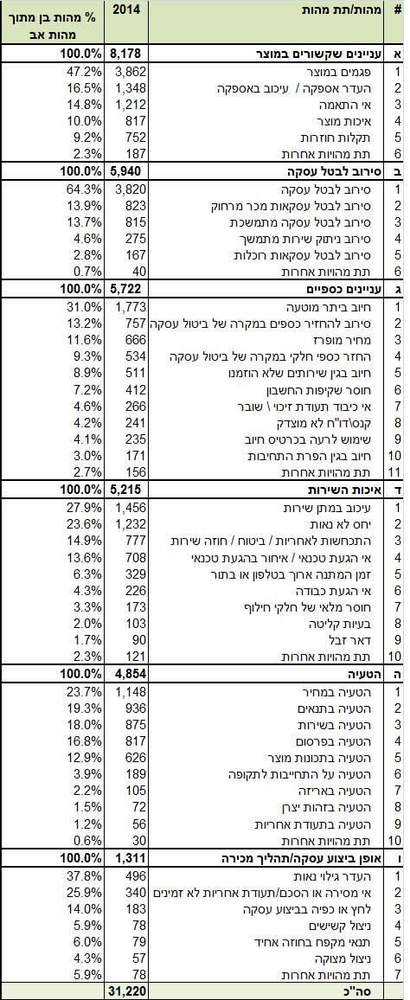 # מהות/תת מהות 2014 % מהות בן מתוך מהות אב
א עניינים שקשורים במוצר 8,178 100.0%
1 פגמים במוצר 3,862 47.2%
2 העדר אספקה / עיכוב באספקה 1,348 16.5%
3 אי התאמה 1,212 14.8%
4 איכות מוצר 817 10.0%
5 תקלות חוזרות 752 9.2%
6 תת מהויות אחרות 187 2.3%
ב סירוב לבטל עסקה 5,940 100.0%
1 סירוב לבטל עסקה 3,820 64.3%
2 סירוב לבטל עסקאות מכר מרחוק 823 13.9%
3 סירוב לבטל עסקה מתמשכת 815 13.7%
4 סירוב ניתוק שירות מתמשך 275 4.6%
5 סירוב לבטל עסקאות רוכלות 167 2.8%
6 תת מהויות אחרות 40 0.7%
ג עניינים כספיים 5,722 100.0%
1 חיוב ביתר מוטעה 1,773 31.0%
2 סירוב להחזיר כספים במקרה של ביטול עסקה 757 13.2%
3 מחיר מופרז 666 11.6%
4 החזר כספי חלקי במקרה של ביטול עסקה 534 9.3%
5 חיוב בגין שירותים שלא הוזמנו 511 8.9%
6 חוסר שקיפות החשבון 412 7.2%
7 אי כיבוד תעודת זיכוי \ שובר 266 4.6%
8 קנס\דו"ח לא מוצדק 241 4.2%
9 שימוש לרעה בכרטיס חיוב 235 4.1%
10 חיוב בגין הפרת התחיבות 171 3.0%
11 תת מהויות אחרות 156 2.7%
ד איכות השירות 5,215 100.0%
1 עיכוב במתן שירות 1,456 27.9%
2 יחס לא נאות 1,232 23.6%
3 התכחשות לאחריות / ביטוח / חוזה שירות 777 14.9%
4 אי הגעת טכנאי / איחור בהגעת טכנאי 708 13.6%
5 זמן המתנה ארוך בטלפון או בתור 329 6.3%
6 אי הגעת כבודה 226 4.3%
7 חוסר מלאי של חלקי חילוף 173 3.3%
8 בעיות קליטה 103 2.0%
9 דאר זבל 90 1.7%
10 תת מהויות אחרות 121 2.3%
ה הטעיה 4,854 100.0%
1 הטעיה במחיר 1,148 23.7%
2 הטעיה בתנאים 936 19.3%
3 הטעיה בשירות 875 18.0%
4 הטעיה בפרסום 817 16.8%
5 הטעיה בתכונות מוצר 626 12.9%
6 הטעיה על התחייבות לתקופה 189 3.9%
7 הטעיה באריזה 105 2.2%
8 הטעיה בזהות יצרן 72 1.5%
9 הטעיה בתעודת אחריות 56 1.2%
10 תת מהויות אחרות 30 0.6%
ו אופן ביצוע עסקה/תהליך מכירה 1,311 100.0%
1 העדר גילוי נאות 496 37.8%
2 אי מסירה או הסכם/תעודת אחריות לא זמינים 340 25.9%
3 לחץ או כפיה בביצוע עסקה 183 14.0%
4 ניצול קשישים 78 5.9%
5 תנאי מקפח בחוזה אחיד 79 6.0%
6 ניצול מצוקה 57 4.3%
7 תת מהויות אחרות 78 5.9%
סה"כ 31,220